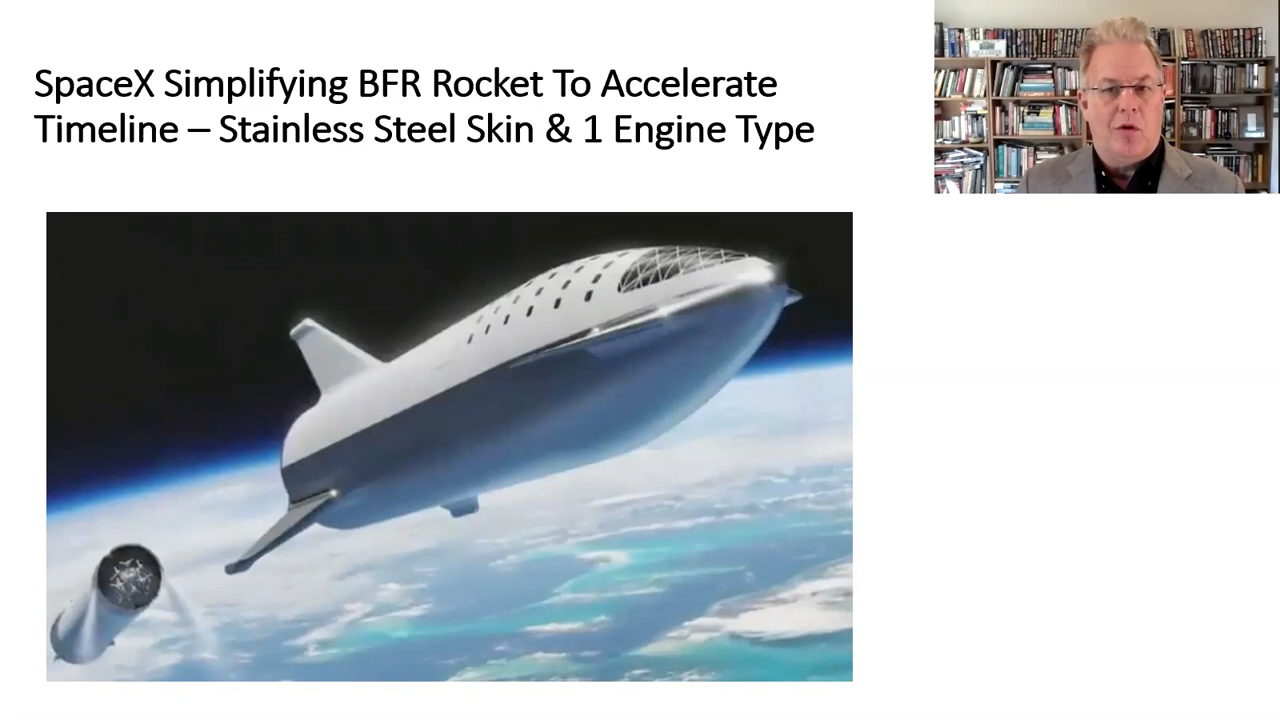 SpaceX Simplifying BFR Rocket To Accelerate
Timeline – Stainless Steel Skin & 1 Engine Type